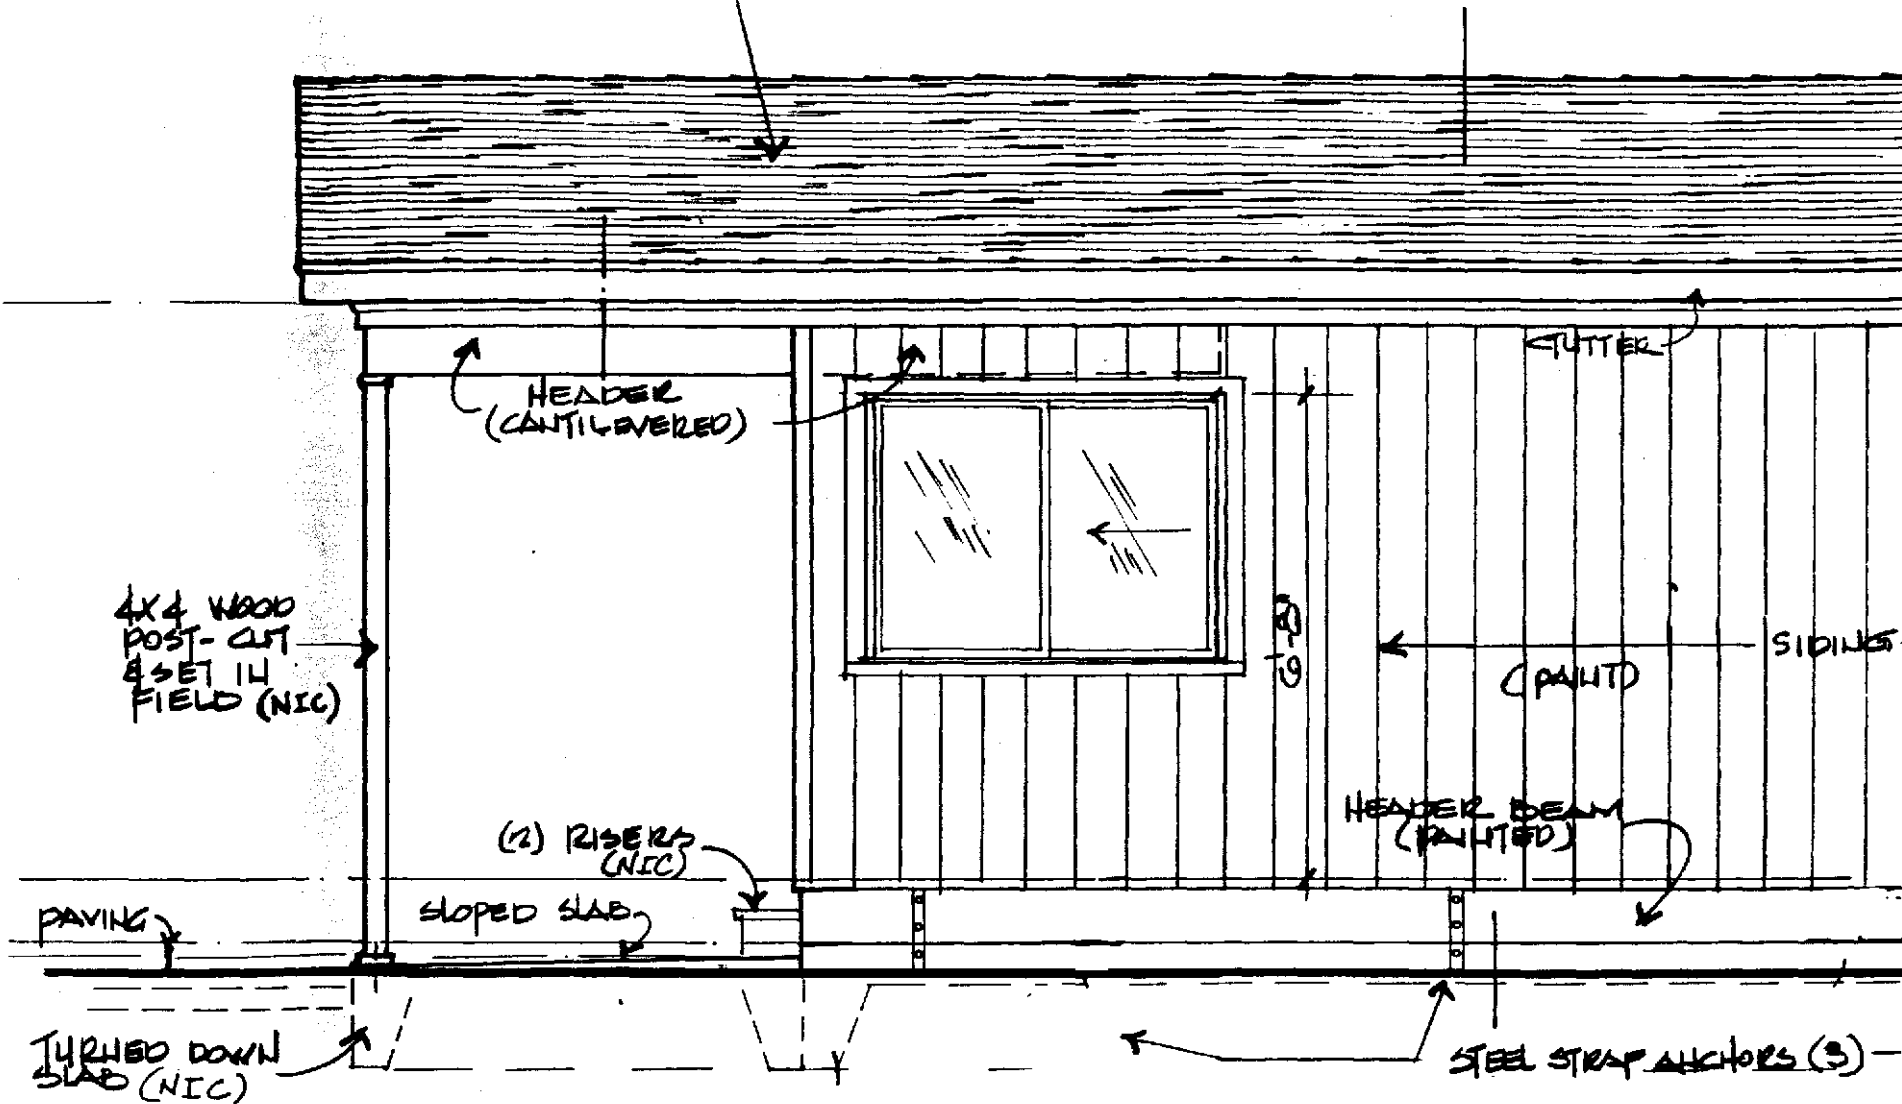 GUTTER
HEADER
(CANTILEVERED)
4X4 WOOD
POST-CUT
& SET IN
FIELD (NIC)
SIDING
(PAINT)
HEADER BEAM
(PAINTED)
(2) RISERS
(NIC)
SLOPED SLAB
PAVING
TURNED DOWN
SLAB (NIC)
STEEL STRAP ANCHORS (3)